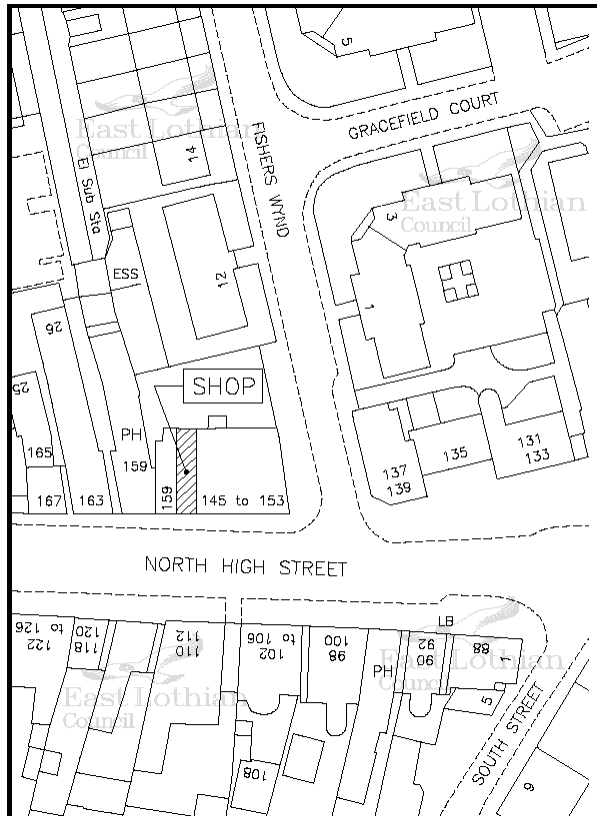 5
GRACEFIELD COURT
East Lothian
Council
FISHERS WYND
14
El Sub Sta
East Lothian
Council
3
12
ESS
1
26
SHOP
25
PH
159
165
135
131
133
137
139
167
163
159
145 to 153
NORTH HIGH STREET
LB
122 to 126
118 120
110 112
102 to 106
98 100
PH
90 92
88
1
East Lothian
Council
East Lothian
Council
5
108
SOUTH STREET
9